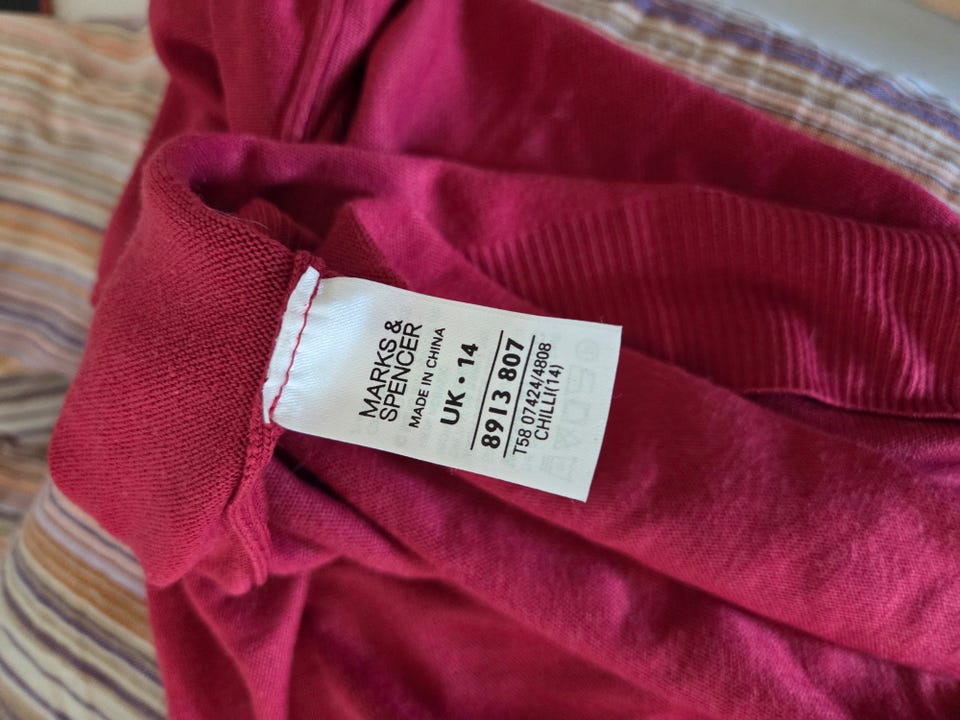 MARKS &
SPENCER
MADE IN CHINA
UK • 14
8913 807
T58 07424/4808
CHILLI(14)